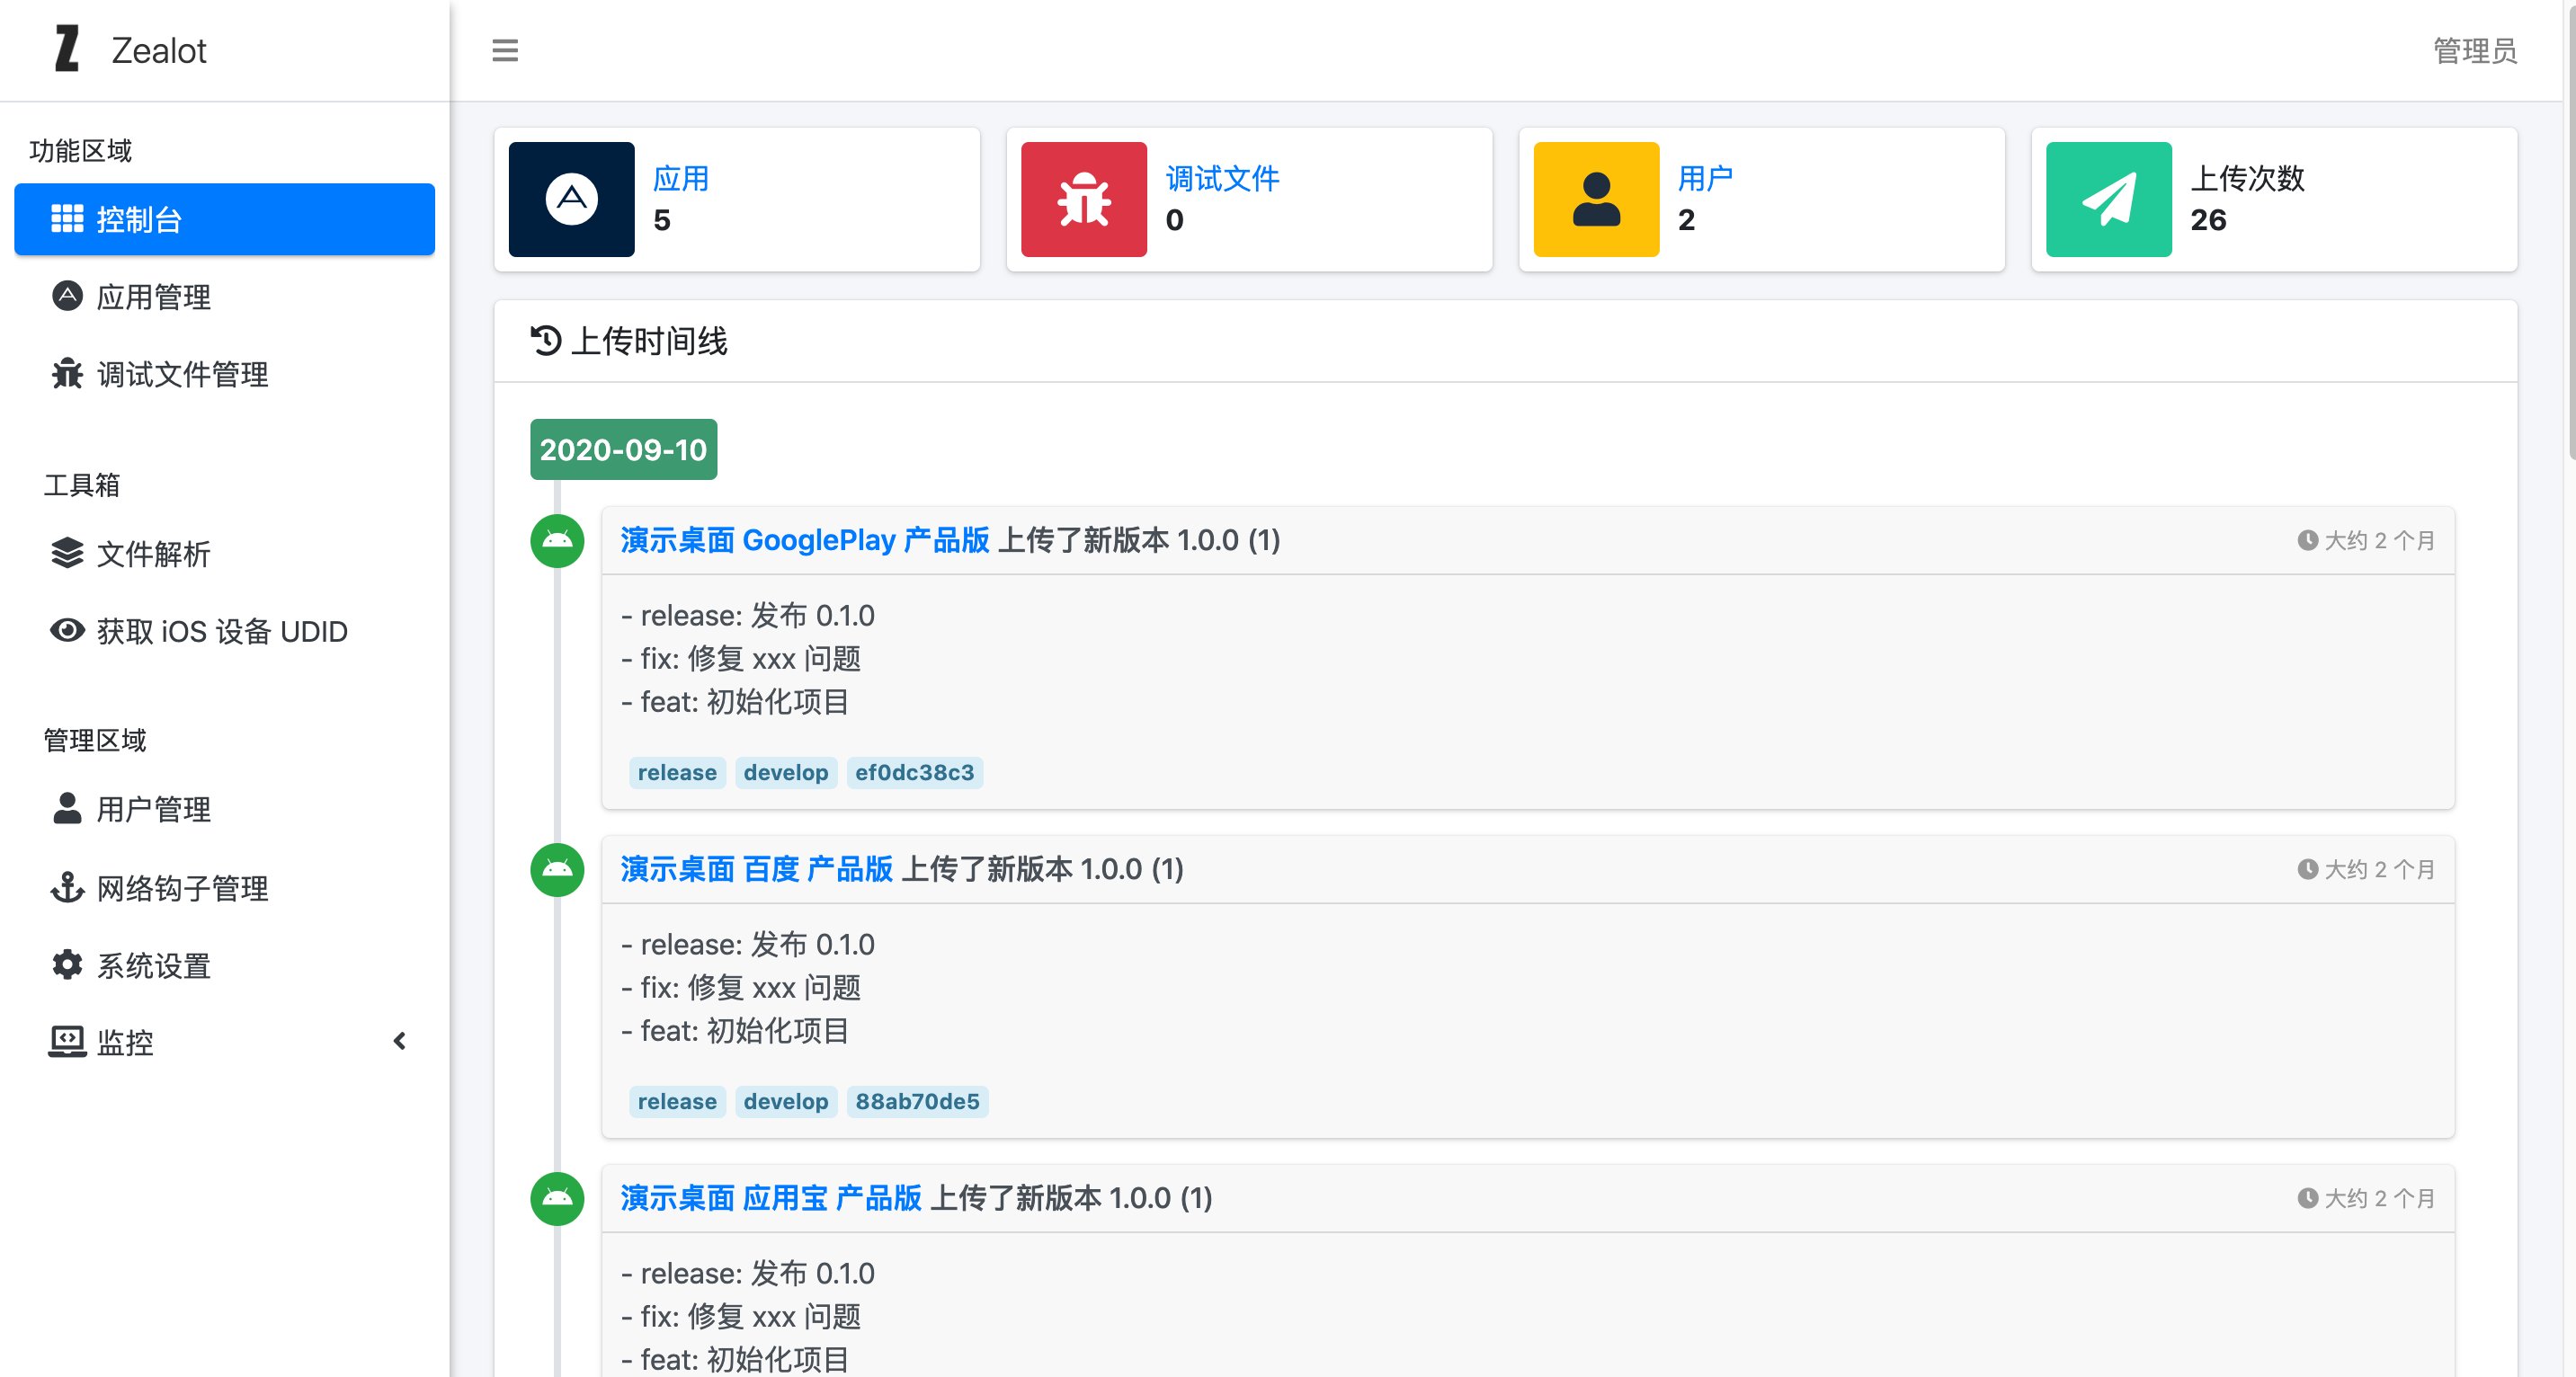 Z Zealot
管理员
功能区域
控制台
应用管理
调试文件管理
工具箱
文件解析
获取 iOS 设备 UDID
管理区域
用户管理
网络钩子管理
系统设置
监控
应用
5
调试文件
0
用户
2
上传次数
26
上传时间线
2020-09-10
演示桌面 GooglePlay 产品版 上传了新版本 1.0.0 (1)
大约 2 个月
- release: 发布 0.1.0
- fix: 修复 xxx 问题
- feat: 初始化项目
release develop ef0dc38c3
演示桌面 百度 产品版 上传了新版本 1.0.0 (1)
大约 2 个月
- release: 发布 0.1.0
- fix: 修复 xxx 问题
- feat: 初始化项目
release develop 88ab70de5
演示桌面 应用宝 产品版 上传了新版本 1.0.0 (1)
大约 2 个月
- release: 发布 0.1.0
- fix: 修复 xxx 问题
- feat: 初始化项目